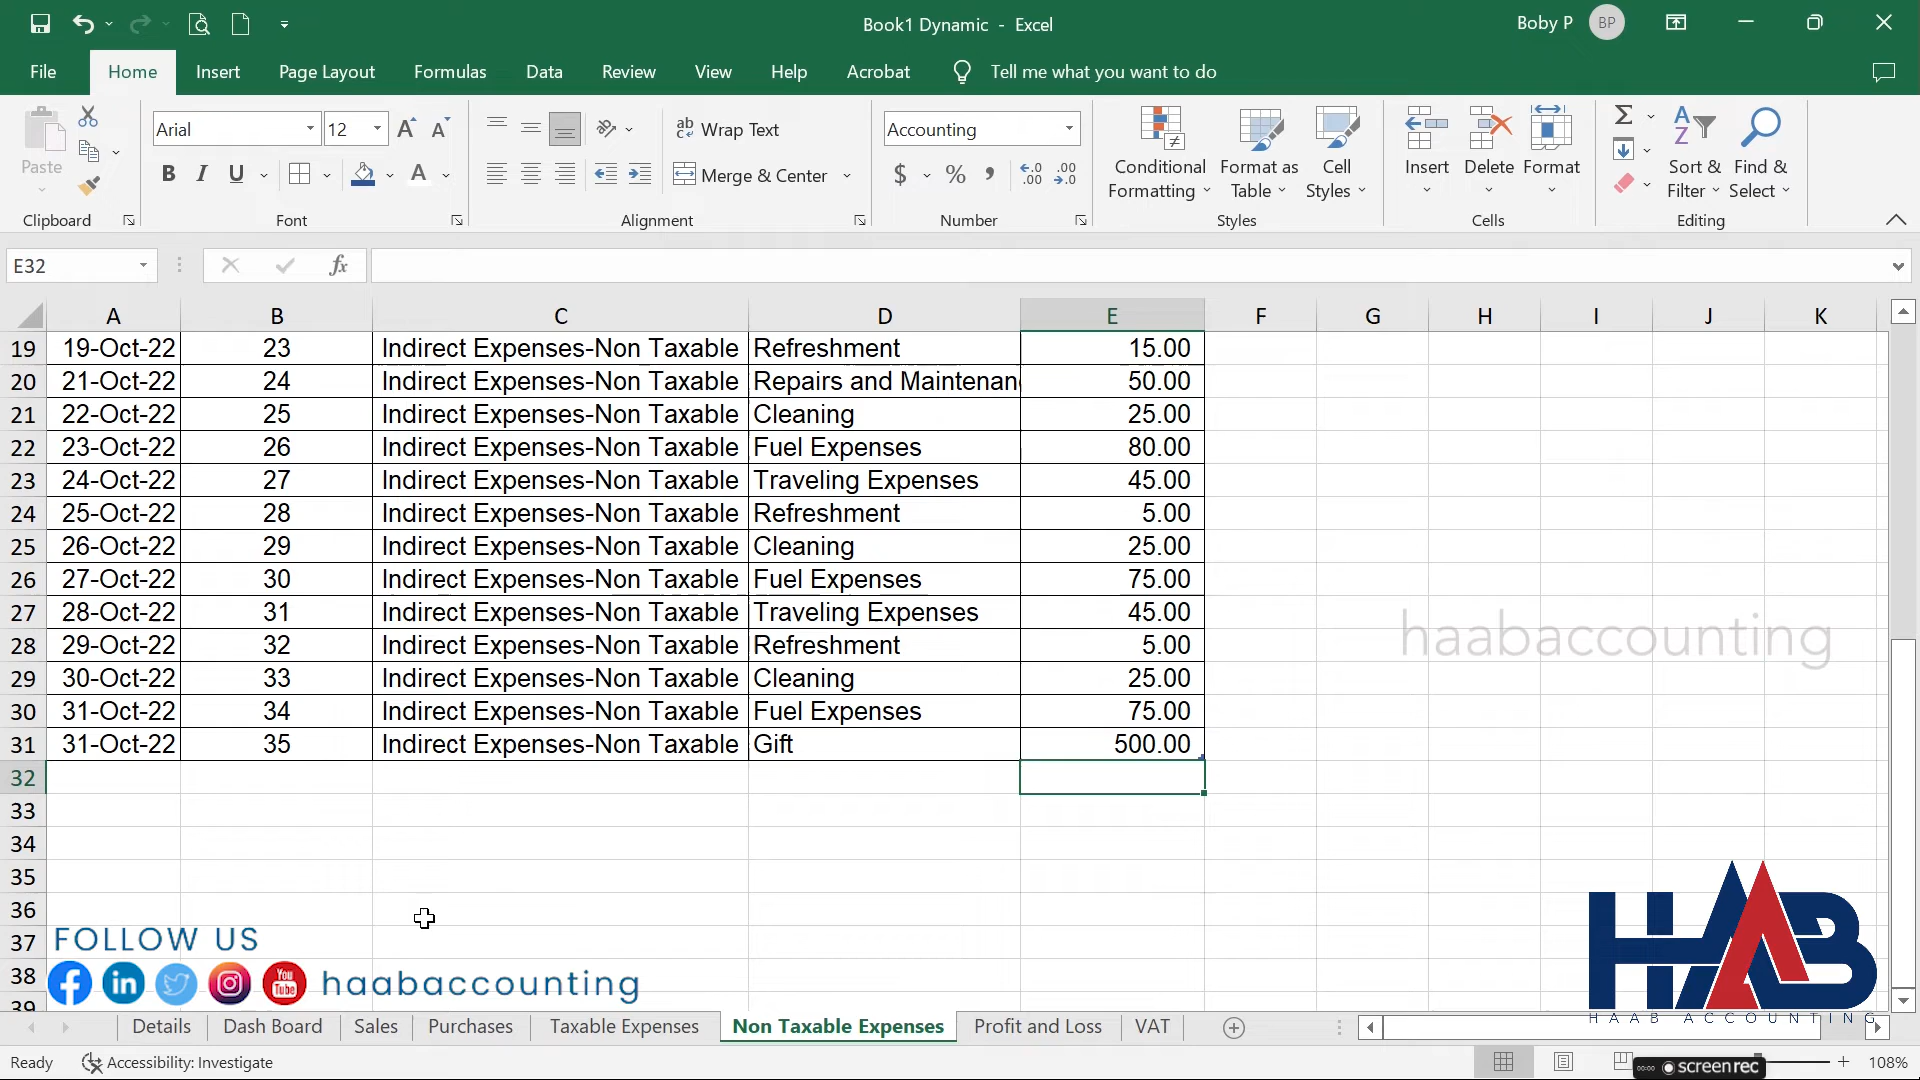 Book1 Dynamic - Excel
Boby P BP
File Home Insert Page Layout Formulas Data Review View Help Acrobat Tell me what you want to do
Arial 12 Wrap Text Accounting
Paste B I U Merge & Center $ % Conditional Formatting Format as Table Cell Styles Insert Delete Format Sort & Filter Find & Select
Clipboard Font Alignment Number Styles Cells Editing
E32 fx
A B C D E F G H I J K
19 19-Oct-22 23 Indirect Expenses-Non Taxable Refreshment 15.00
20 21-Oct-22 24 Indirect Expenses-Non Taxable Repairs and Maintenan 50.00
21 22-Oct-22 25 Indirect Expenses-Non Taxable Cleaning 25.00
22 23-Oct-22 26 Indirect Expenses-Non Taxable Fuel Expenses 80.00
23 24-Oct-22 27 Indirect Expenses-Non Taxable Traveling Expenses 45.00
24 25-Oct-22 28 Indirect Expenses-Non Taxable Refreshment 5.00
25 26-Oct-22 29 Indirect Expenses-Non Taxable Cleaning 25.00
26 27-Oct-22 30 Indirect Expenses-Non Taxable Fuel Expenses 75.00
27 28-Oct-22 31 Indirect Expenses-Non Taxable Traveling Expenses 45.00
28 29-Oct-22 32 Indirect Expenses-Non Taxable Refreshment 5.00
haabaccounting
29 30-Oct-22 33 Indirect Expenses-Non Taxable Cleaning 25.00
30 31-Oct-22 34 Indirect Expenses-Non Taxable Fuel Expenses 75.00
31 31-Oct-22 35 Indirect Expenses-Non Taxable Gift 500.00
32
33
34
35
36
37 FOLLOW US
38 haabaccounting
39
HAAB
HAAB ACCOUNTING
Details Dash Board Sales Purchases Taxable Expenses Non Taxable Expenses Profit and Loss VAT
Ready Accessibility: Investigate screenrec 108%